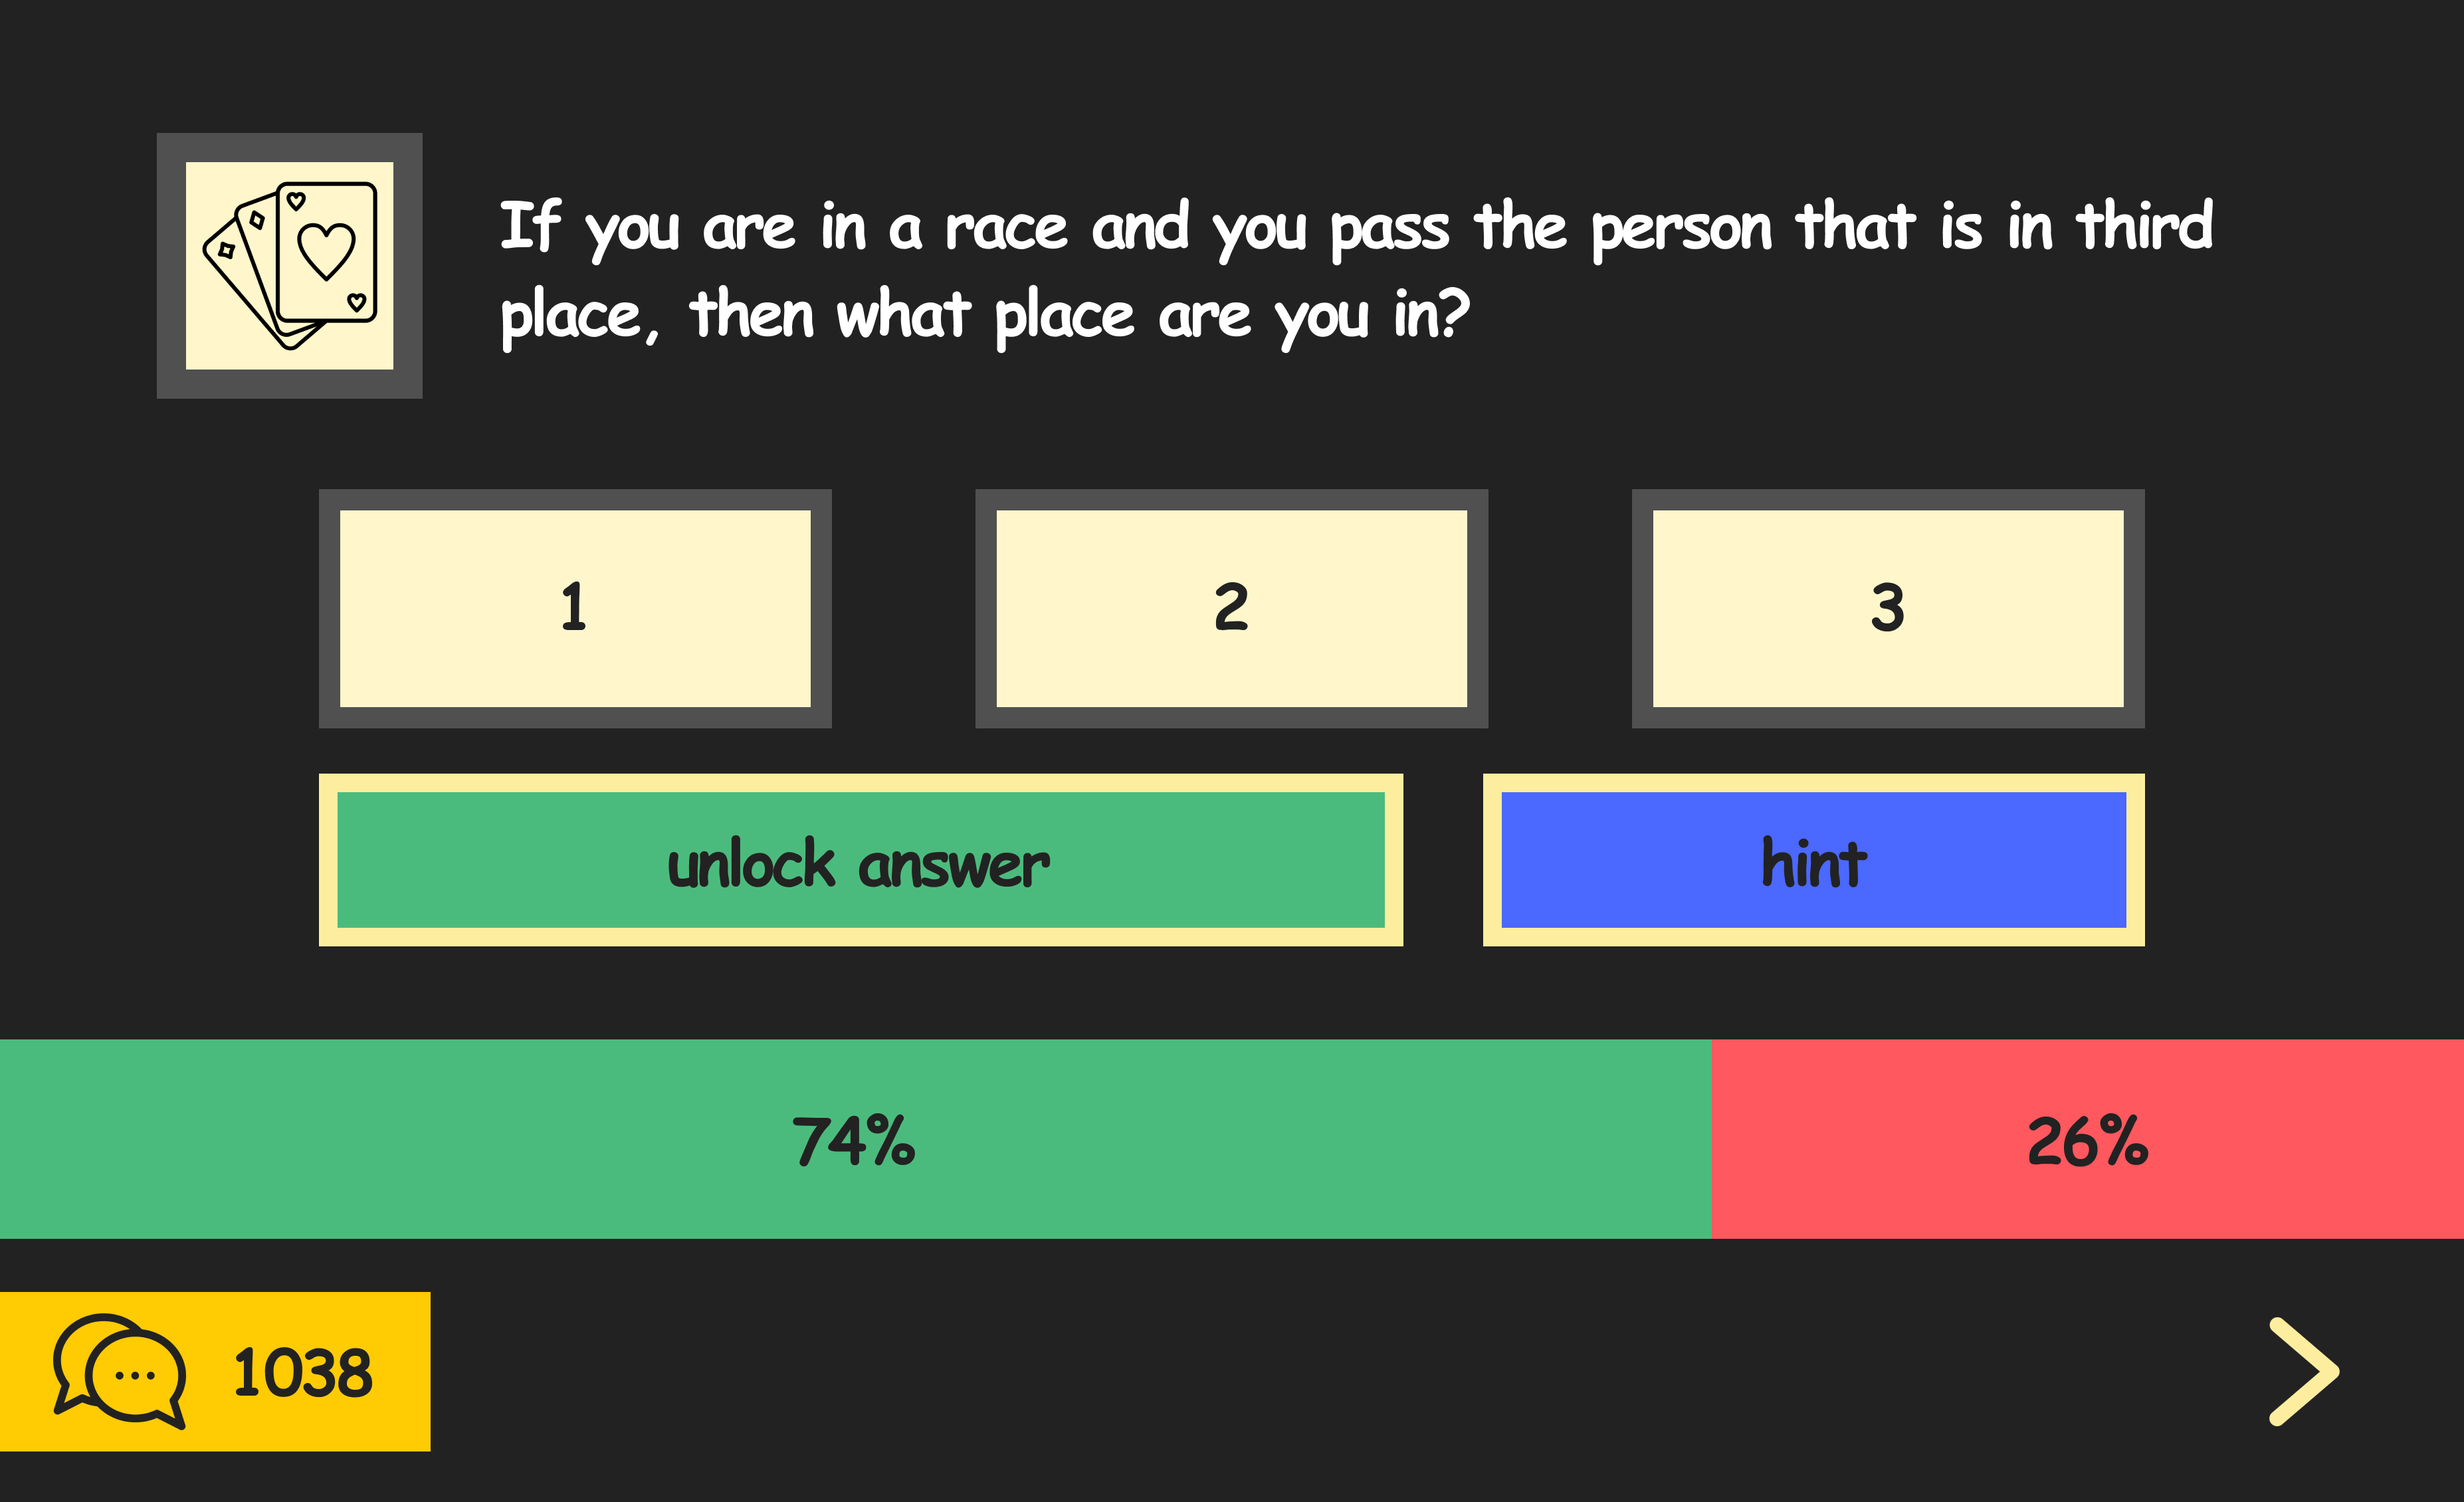 If you are in a race and you pass the person that is in third
place, then what place are you in?
1
2
3
unlock answer
hint
74%
26%
1038